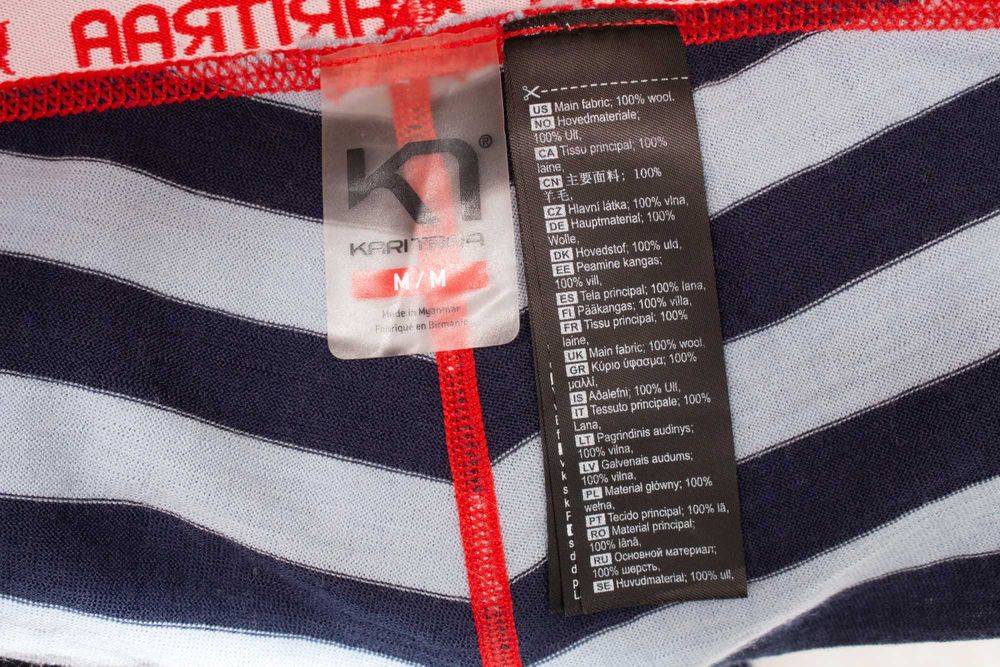 KARI TRAA
M / M
Made in Myanmar
Fabriqué en Birmanie
US Main fabric; 100% wool.
NO Hovedmateriale;
100% Ull,
CA Tissu principal; 100%
laine,
CN 主要面料; 100%
羊毛,
CZ Hlavní látka; 100% vlna,
DE Hauptmaterial; 100%
Wolle,
DK Hovedstof; 100% uld,
EE Peamine kangas;
100% vill,
ES Tela principal; 100% lana,
FI Pääkangas; 100% villa,
FR Tissu principal; 100%
laine,
UK Main fabric; 100% wool,
GR Κύριο ύφασμα; 100%
μαλλί,
IS Aðalefni; 100% Ull,
IT Tessuto principale; 100%
Lana,
LT Pagrindinis audinys;
100% vilna,
LV Galvenais audums;
100% vilna,
PL Materiał główny; 100%
wełna,
PT Tecido principal; 100% lã,
RO Material principal;
100% lână,
RU Основной материал;
100% шерсть,
SE Huvudmaterial; 100% ull,